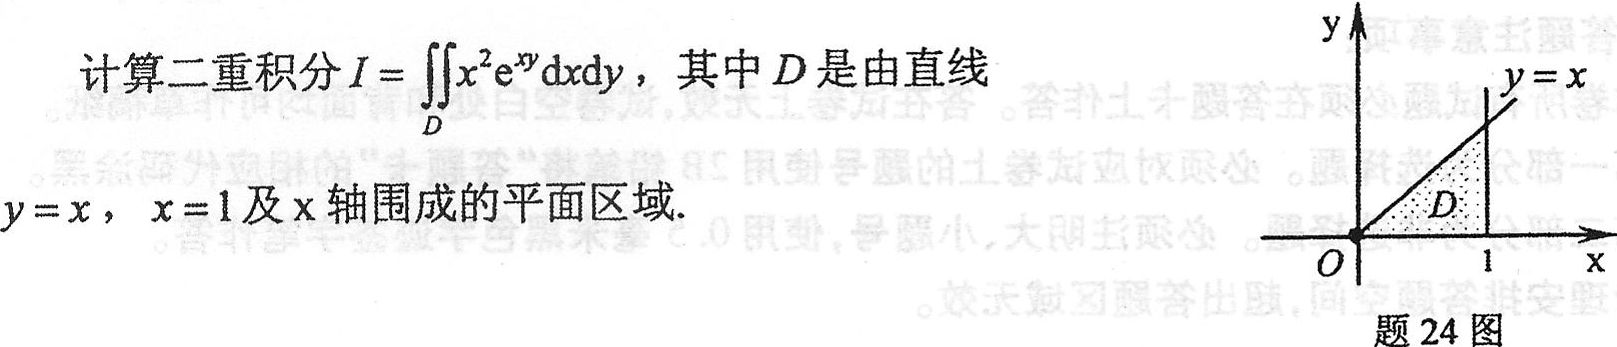 计算二重积分 I = ∬_D x²e^{xy}dxdy，其中 D 是由直线
y = x， x = 1 及 x 轴围成的平面区域.
y
y = x
D
O
1
x
题 24 图